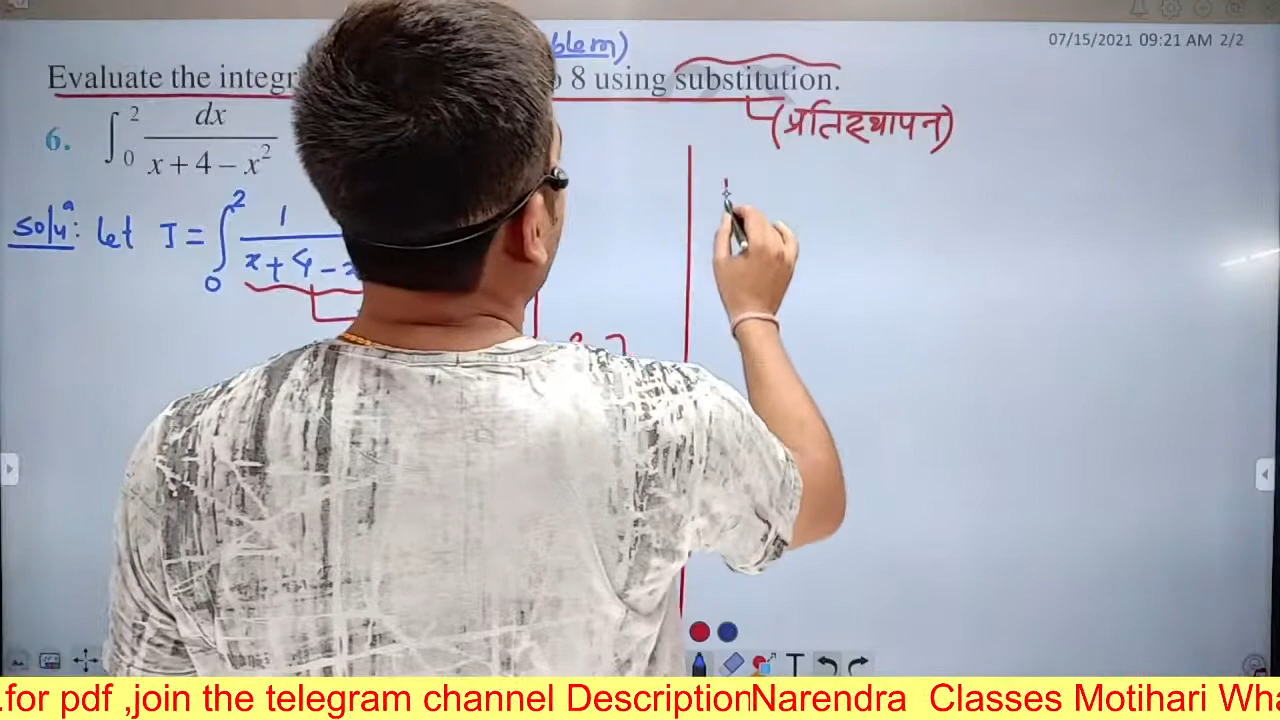 blem)
07/15/2021 09:21 AM 2/2
Evaluate the integr 8 using substitution.
(प्रतिस्थापन)
6. ∫₀² dx / (x + 4 − x²)
solⁿ: Let I = ∫₀² 1 / (x + 4 −
.for pdf ,join the telegram channel DescriptionNarendra Classes Motihari Wha